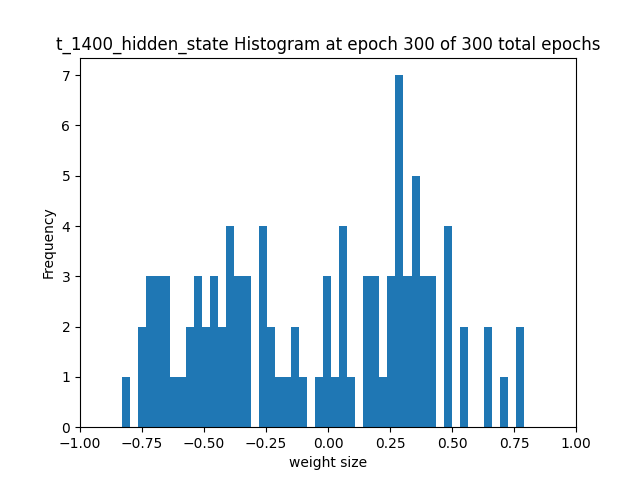 t_1400_hidden_state Histogram at epoch 300 of 300 total epochs
7
6
5
4
3
2
1
0
Frequency
−1.00 −0.75 −0.50 −0.25 0.00 0.25 0.50 0.75 1.00
weight size